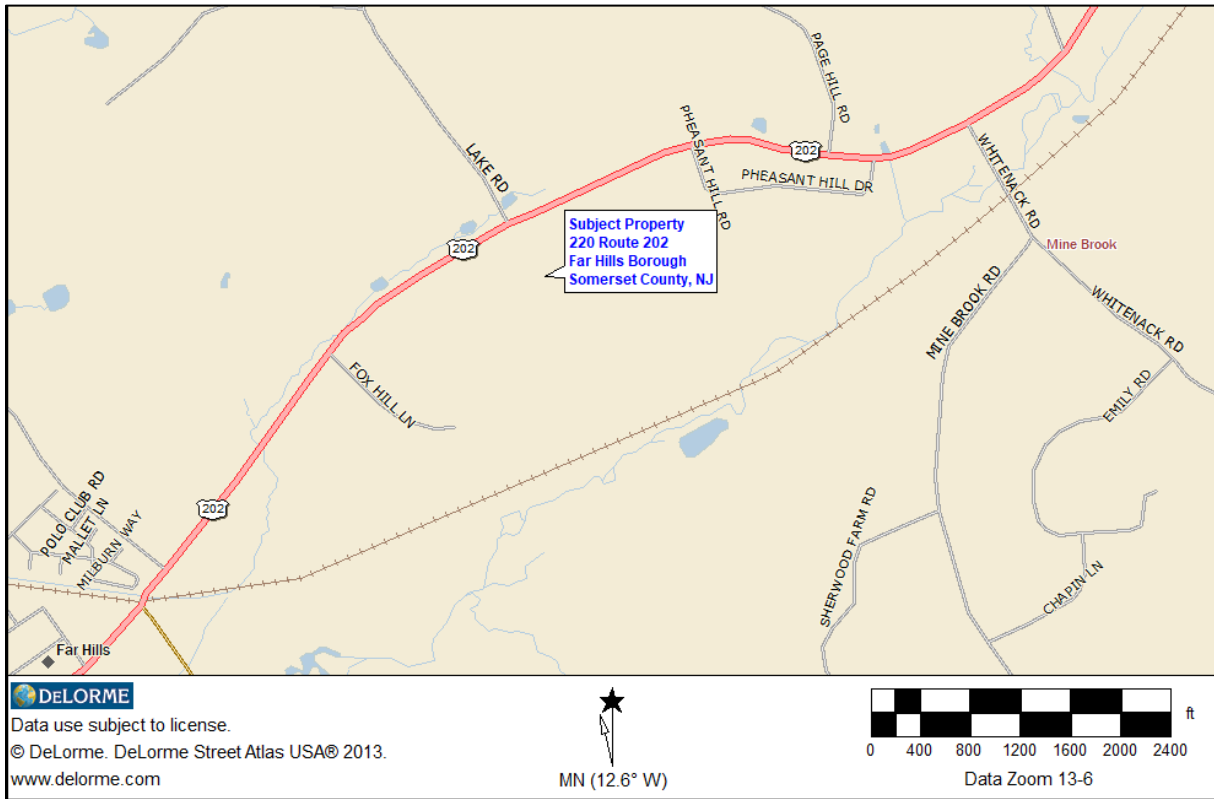 PAGE HILL RD
PHEASANT HILL RD
202
LAKE RD
PHEASANT HILL DR
WHITENACK RD
Subject Property
220 Route 202
Far Hills Borough
Somerset County, NJ
202
Mine Brook
MINE BROOK RD
WHITENACK RD
FOX HILL LN
EMILY RD
POLO CLUB RD
MALLET LN
MILBURN WAY
202
SHERWOOD FARM RD
CHAPIN LN
Far Hills
DELORME
Data use subject to license.
© DeLorme. DeLorme Street Atlas USA® 2013.
www.delorme.com
MN (12.6° W)
ft
0 400 800 1200 1600 2000 2400
Data Zoom 13-6